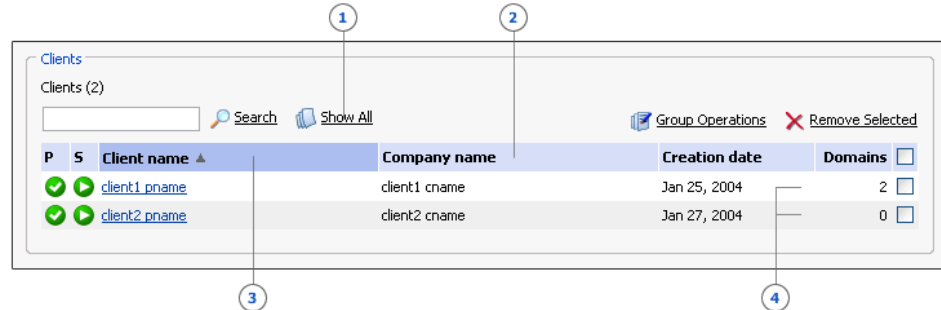 1 2
Clients
Clients (2)
Search Show All Group Operations Remove Selected
P S Client name Company name Creation date Domains
client1 pname client1 cname Jan 25, 2004 2
client2 pname client2 cname Jan 27, 2004 0
3 4